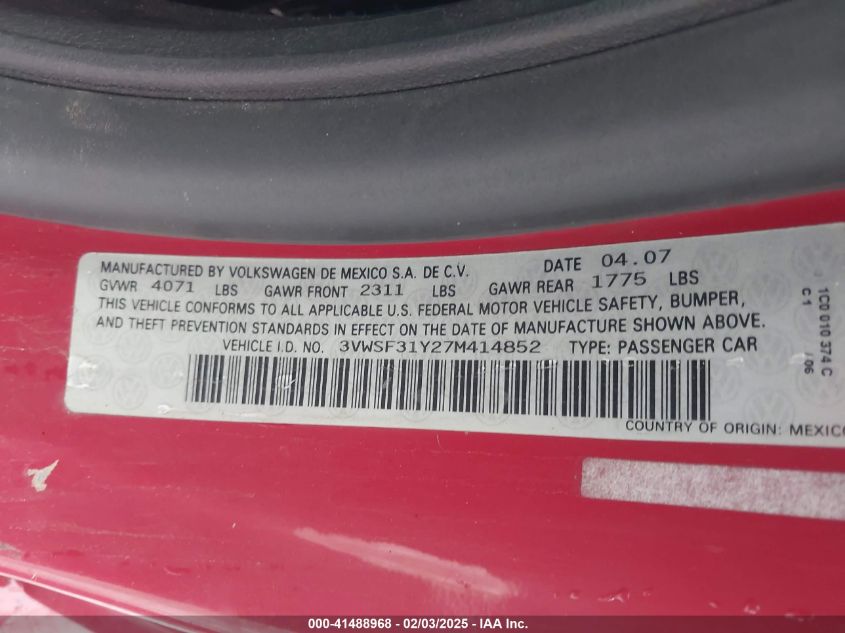 MANUFACTURED BY VOLKSWAGEN DE MEXICO S.A. DE C.V. DATE 04.07
GVWR 4071 LBS GAWR FRONT 2311 LBS GAWR REAR 1775 LBS
THIS VEHICLE CONFORMS TO ALL APPLICABLE U.S. FEDERAL MOTOR VEHICLE SAFETY, BUMPER,
AND THEFT PREVENTION STANDARDS IN EFFECT ON THE DATE OF MANUFACTURE SHOWN ABOVE.
VEHICLE I.D. NO. 3VWSF31Y27M414852 TYPE: PASSENGER CAR
COUNTRY OF ORIGIN: MEXICO
1C0 010 374 C
C1 / 06
000-41488968 - 02/03/2025 - IAA Inc.